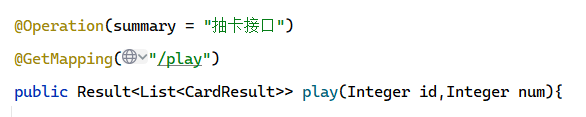 @Operation(summary = "抽卡接口")
@GetMapping("/play")
public Result<List<CardResult>> play(Integer id,Integer num){